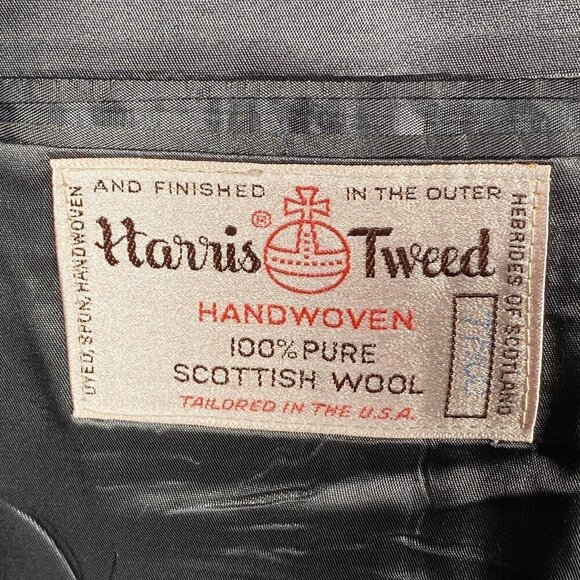 DYED, SPUN, HANDWOVEN
AND FINISHED IN THE OUTER
HEBRIDES OF SCOTLAND
Harris ® Tweed
HANDWOVEN
100% PURE
SCOTTISH WOOL
TAILORED IN THE U.S.A.